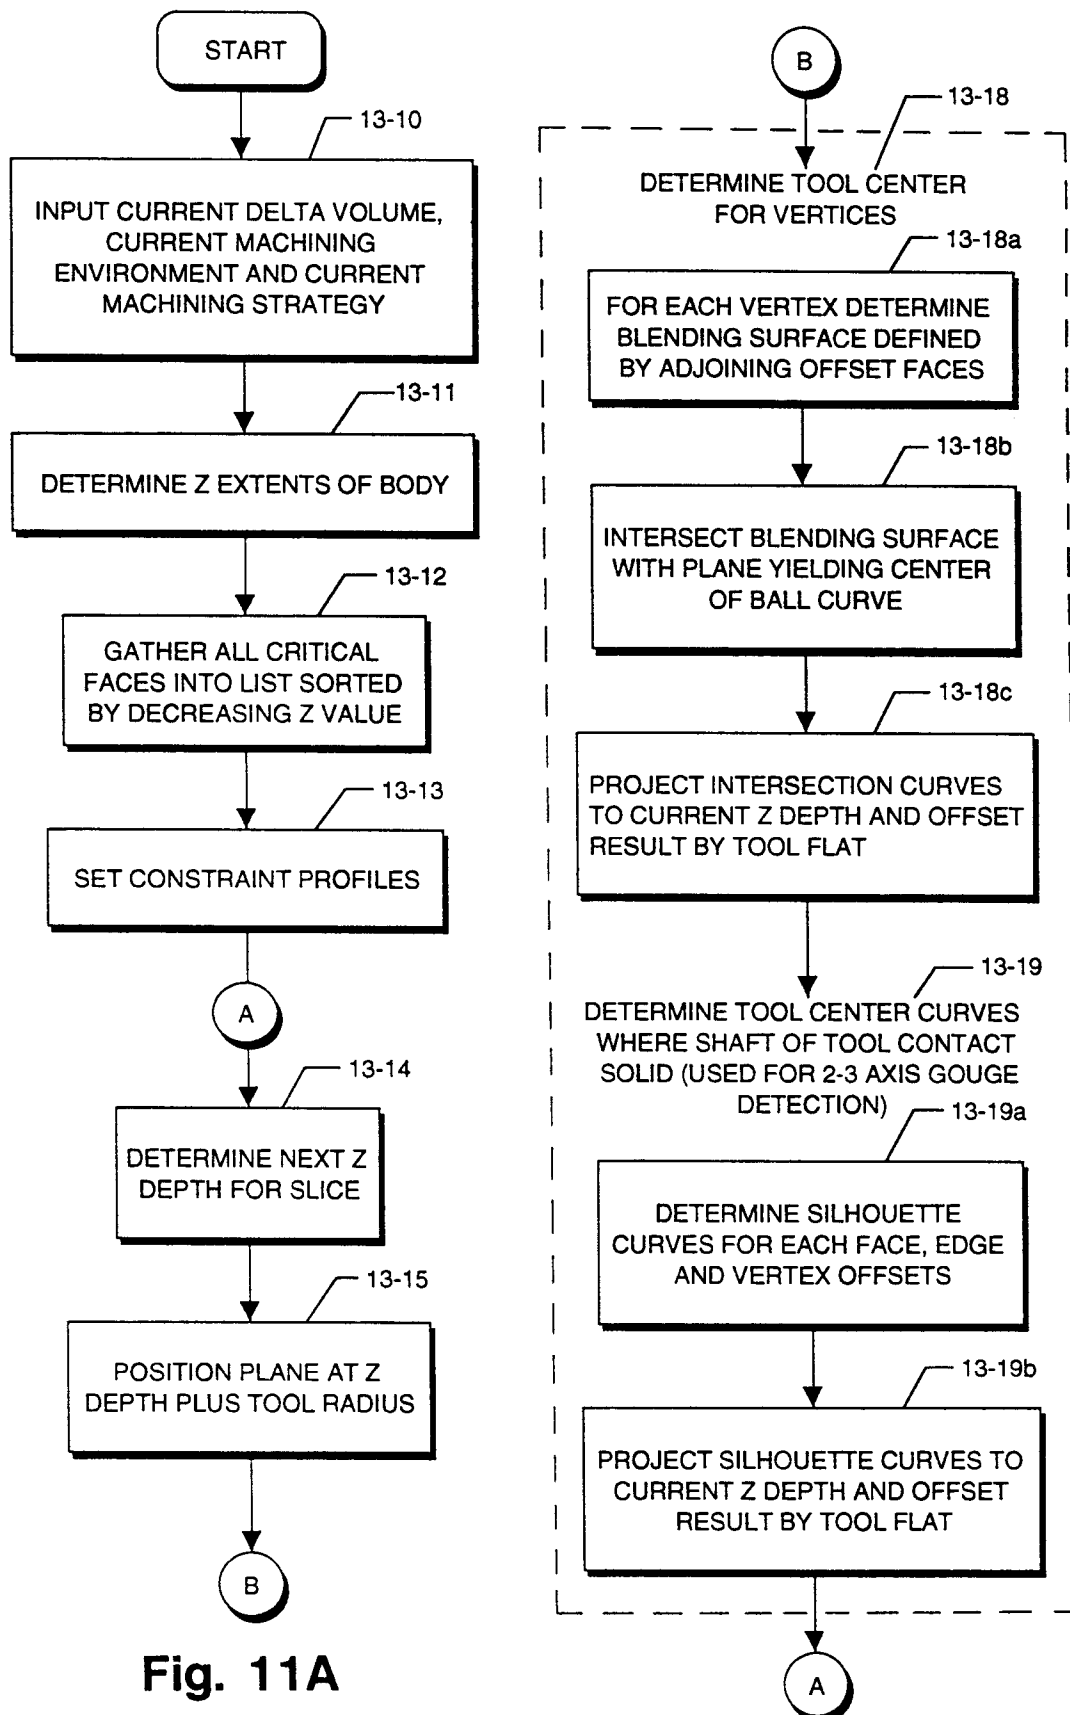 START
13-10
INPUT CURRENT DELTA VOLUME,
CURRENT MACHINING
ENVIRONMENT AND CURRENT
MACHINING STRATEGY
13-11
DETERMINE Z EXTENTS OF BODY
13-12
GATHER ALL CRITICAL
FACES INTO LIST SORTED
BY DECREASING Z VALUE
13-13
SET CONSTRAINT PROFILES
A
13-14
DETERMINE NEXT Z
DEPTH FOR SLICE
13-15
POSITION PLANE AT Z
DEPTH PLUS TOOL RADIUS
B
Fig. 11A
B
13-18
DETERMINE TOOL CENTER
FOR VERTICES
13-18a
FOR EACH VERTEX DETERMINE
BLENDING SURFACE DEFINED
BY ADJOINING OFFSET FACES
13-18b
INTERSECT BLENDING SURFACE
WITH PLANE YIELDING CENTER
OF BALL CURVE
13-18c
PROJECT INTERSECTION CURVES
TO CURRENT Z DEPTH AND OFFSET
RESULT BY TOOL FLAT
13-19
DETERMINE TOOL CENTER CURVES
WHERE SHAFT OF TOOL CONTACT
SOLID (USED FOR 2-3 AXIS GOUGE
DETECTION)
13-19a
DETERMINE SILHOUETTE
CURVES FOR EACH FACE, EDGE
AND VERTEX OFFSETS
13-19b
PROJECT SILHOUETTE CURVES TO
CURRENT Z DEPTH AND OFFSET
RESULT BY TOOL FLAT
A